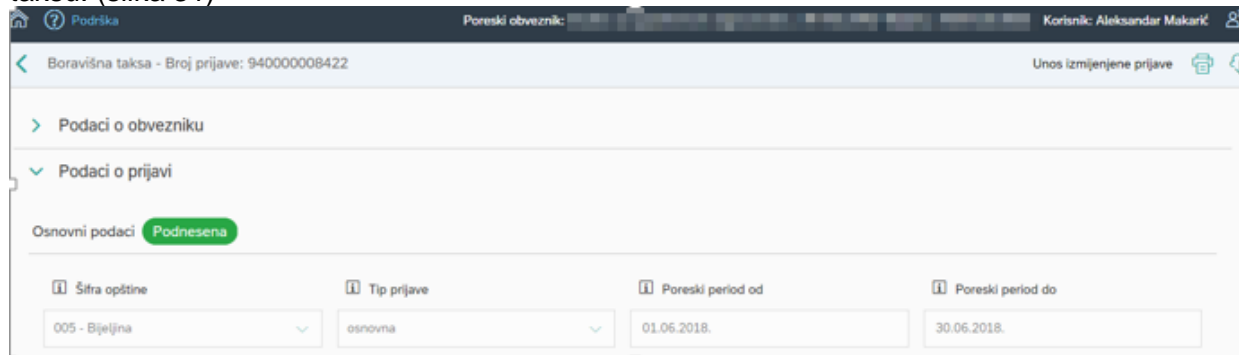 Podrška Poreski obveznik: Korisnik: Aleksandar Makarić
Boravišna taksa - Broj prijave: 940000008422 Unos izmijenjene prijave
Podaci o obvezniku
Podaci o prijavi
Osnovni podaci Podnesena
Šifra opštine Tip prijave Poreski period od Poreski period do
005 - Bijeljina osnovna 01.06.2018. 30.06.2018.